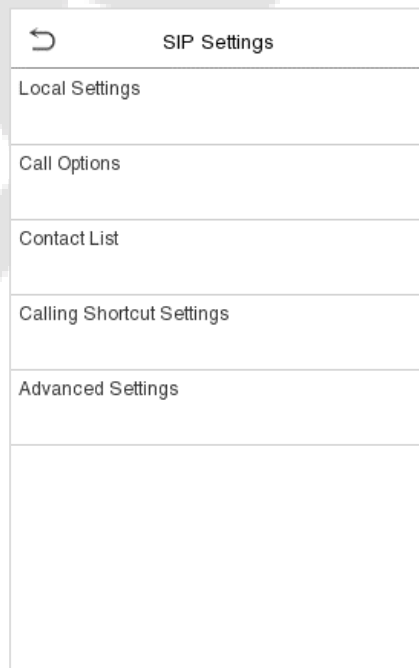 SIP Settings
Local Settings
Call Options
Contact List
Calling Shortcut Settings
Advanced Settings